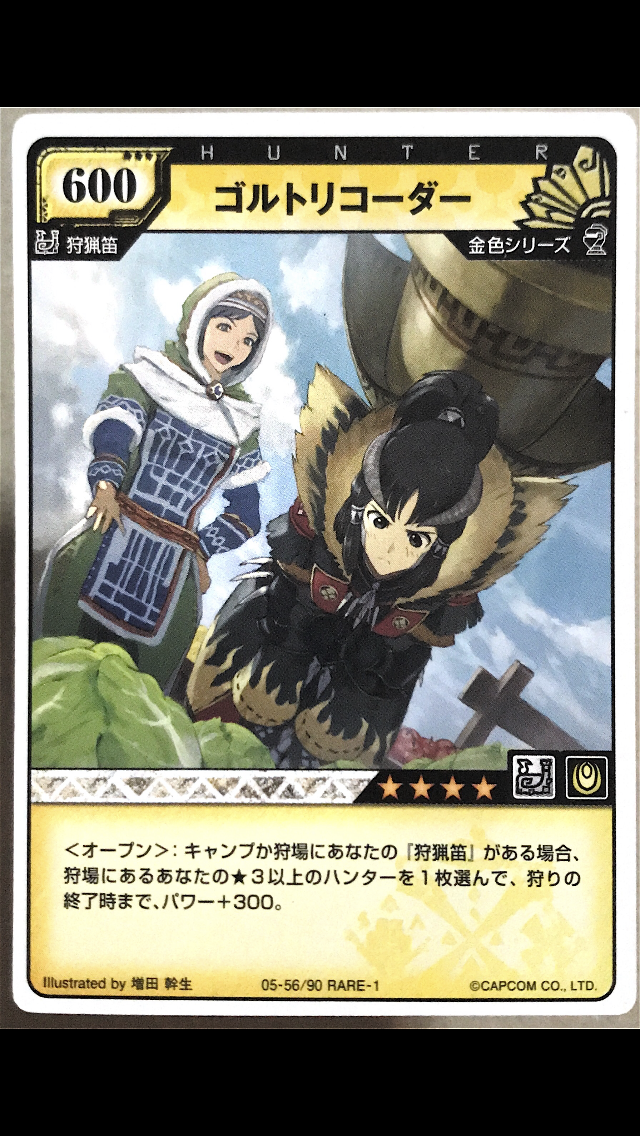 HUNTER
600
ゴルトリコーダー
狩猟笛
金色シリーズ
＜オープン＞：キャンプか狩場にあなたの『狩猟笛』がある場合、
狩場にあるあなたの★３以上のハンターを１枚選んで、狩りの
終了時まで、パワー＋300。
Illustrated by 増田 幹生
05-56/90 RARE-1
©CAPCOM CO., LTD.